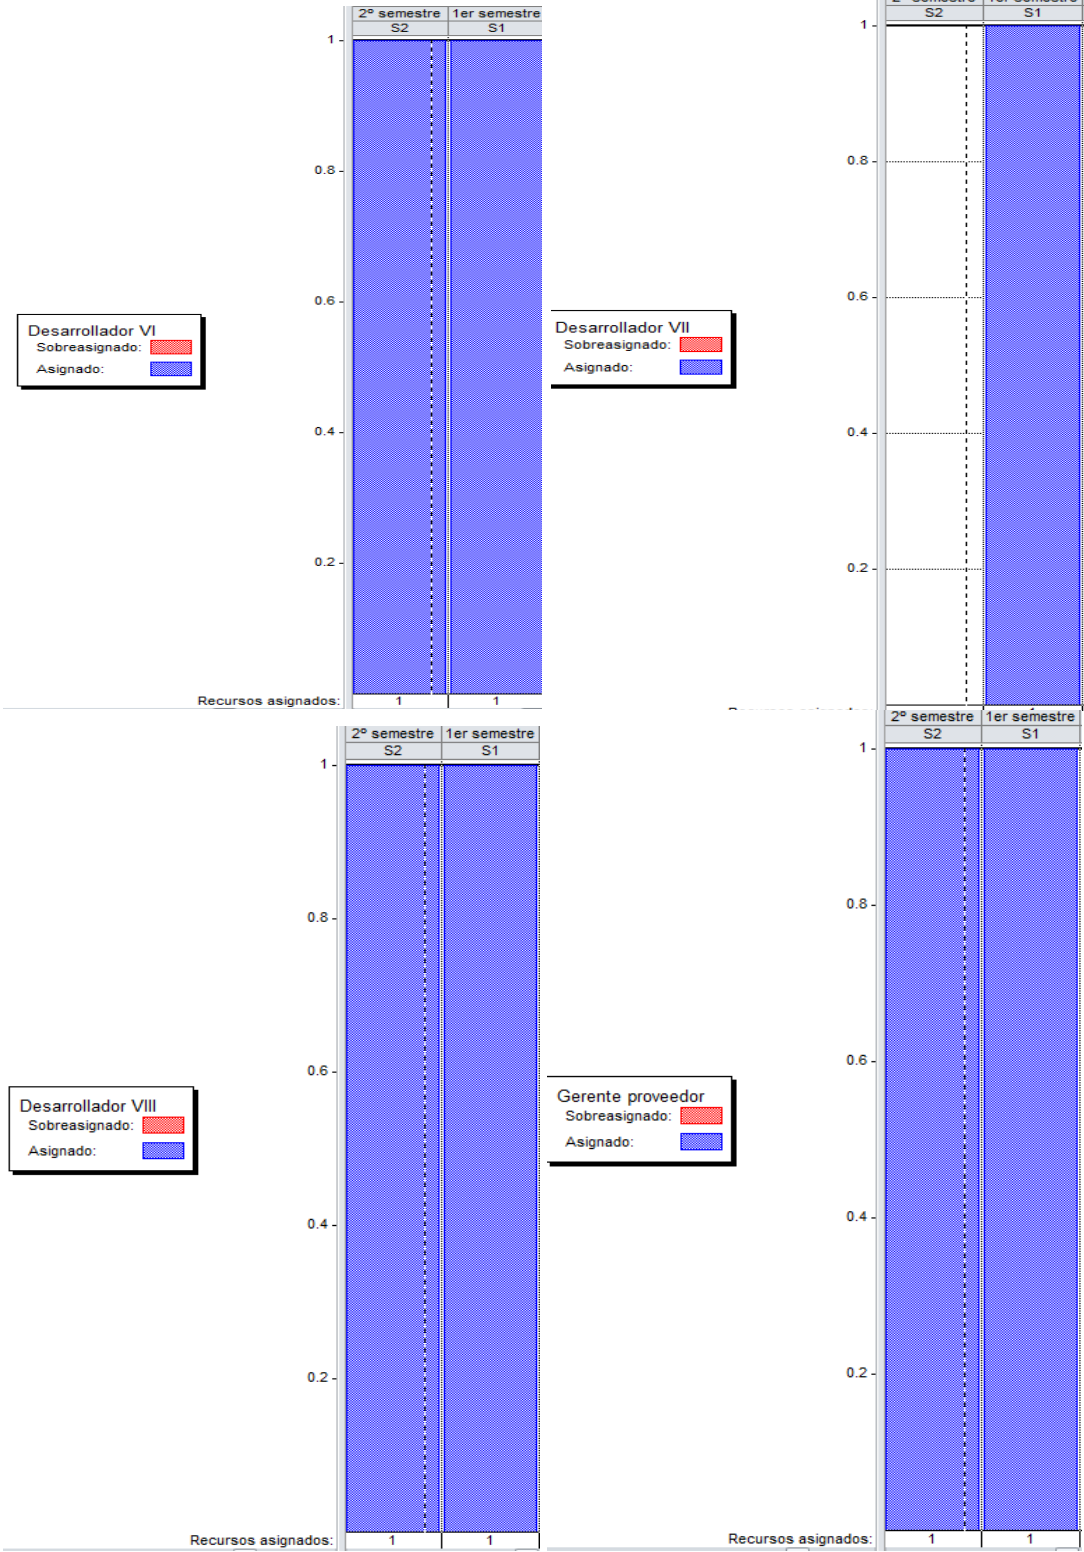 2º semestre 1er semestre
S2 S1
1
0.8
0.6
0.4
0.2
Desarrollador VI
Sobreasignado:
Asignado:
Recursos asignados: 1 1
2º semestre 1er semestre
S2 S1
1
0.8
0.6
0.4
0.2
Desarrollador VII
Sobreasignado:
Asignado:
2º semestre 1er semestre
S2 S1
1
0.8
0.6
0.4
0.2
Desarrollador VIII
Sobreasignado:
Asignado:
Recursos asignados: 1 1
2º semestre 1er semestre
S2 S1
1
0.8
0.6
0.4
0.2
Gerente proveedor
Sobreasignado:
Asignado:
Recursos asignados: 1 1